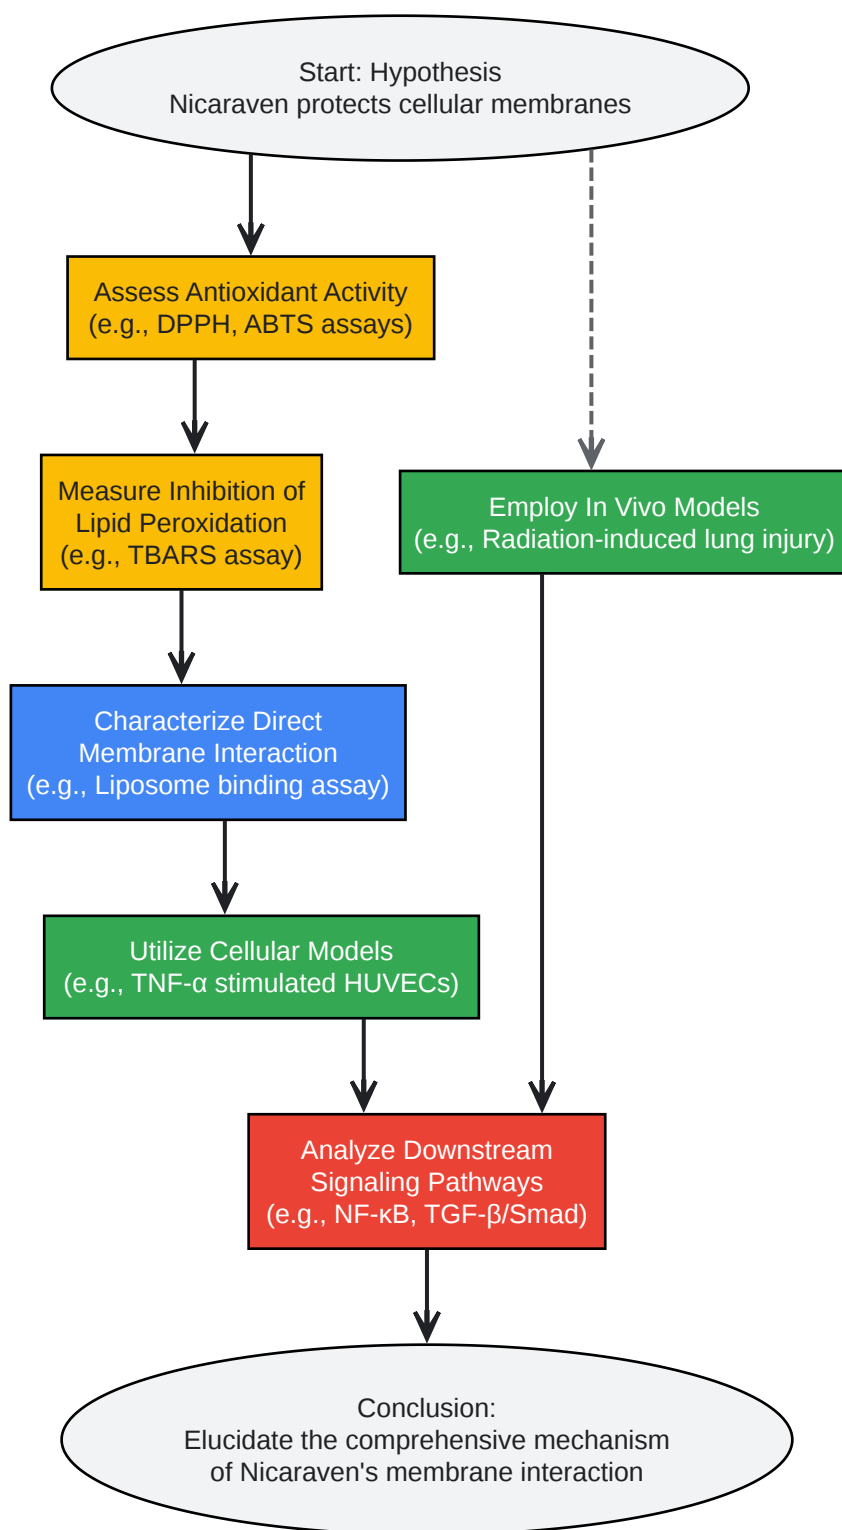 Start: Hypothesis
Nicaraven protects cellular membranes
Assess Antioxidant Activity
(e.g., DPPH, ABTS assays)
Measure Inhibition of
Lipid Peroxidation
(e.g., TBARS assay)
Employ In Vivo Models
(e.g., Radiation-induced lung injury)
Characterize Direct
Membrane Interaction
(e.g., Liposome binding assay)
Utilize Cellular Models
(e.g., TNF-α stimulated HUVECs)
Analyze Downstream
Signaling Pathways
(e.g., NF-κB, TGF-β/Smad)
Conclusion:
Elucidate the comprehensive mechanism
of Nicaraven's membrane interaction